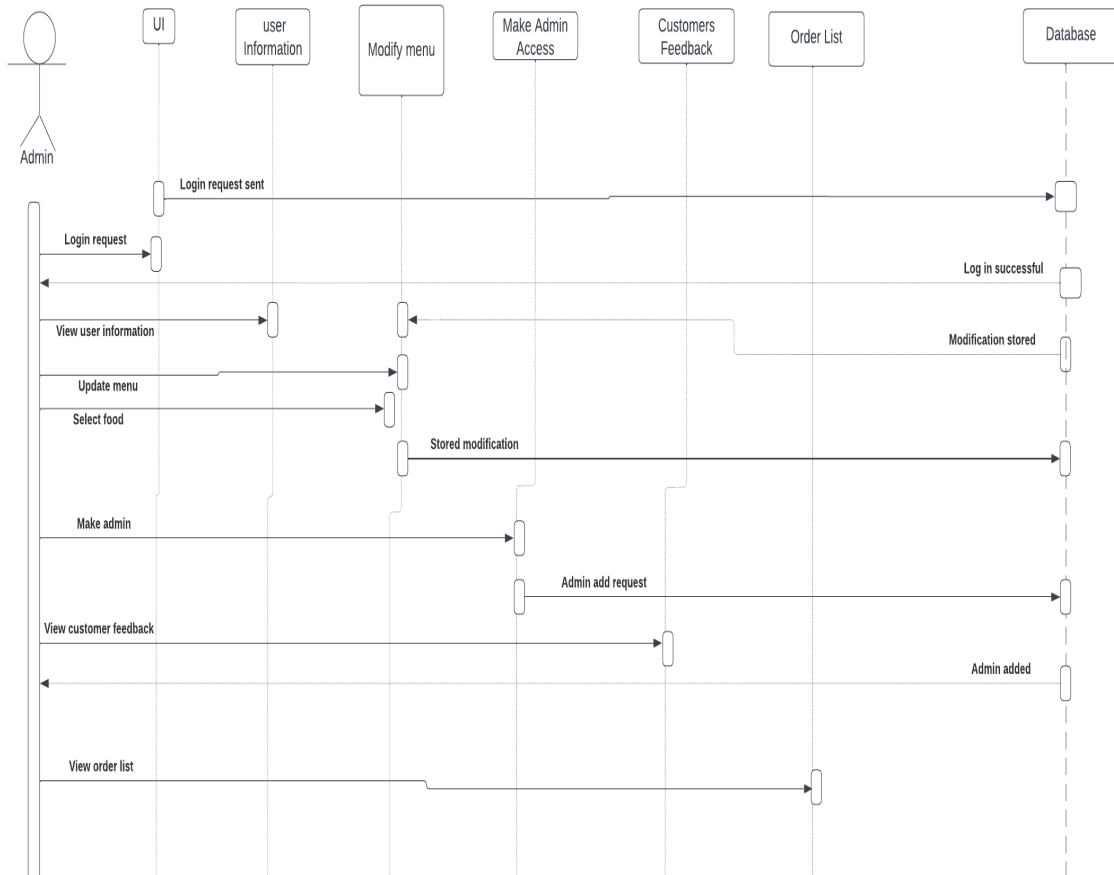 UI
user
Information
Modify menu
Make Admin
Access
Customers
Feedback
Order List
Database
Admin
Login request sent
Login request
Log in successful
View user information
Modification stored
Update menu
Select food
Stored modification
Make admin
Admin add request
View customer feedback
Admin added
View order list